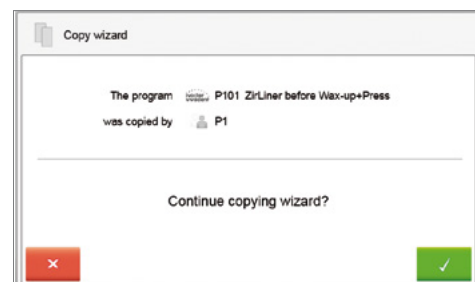 Copy wizard
The program P101 ZirLiner before Wax-up+Press
was copied by P1
Continue copying wizard?